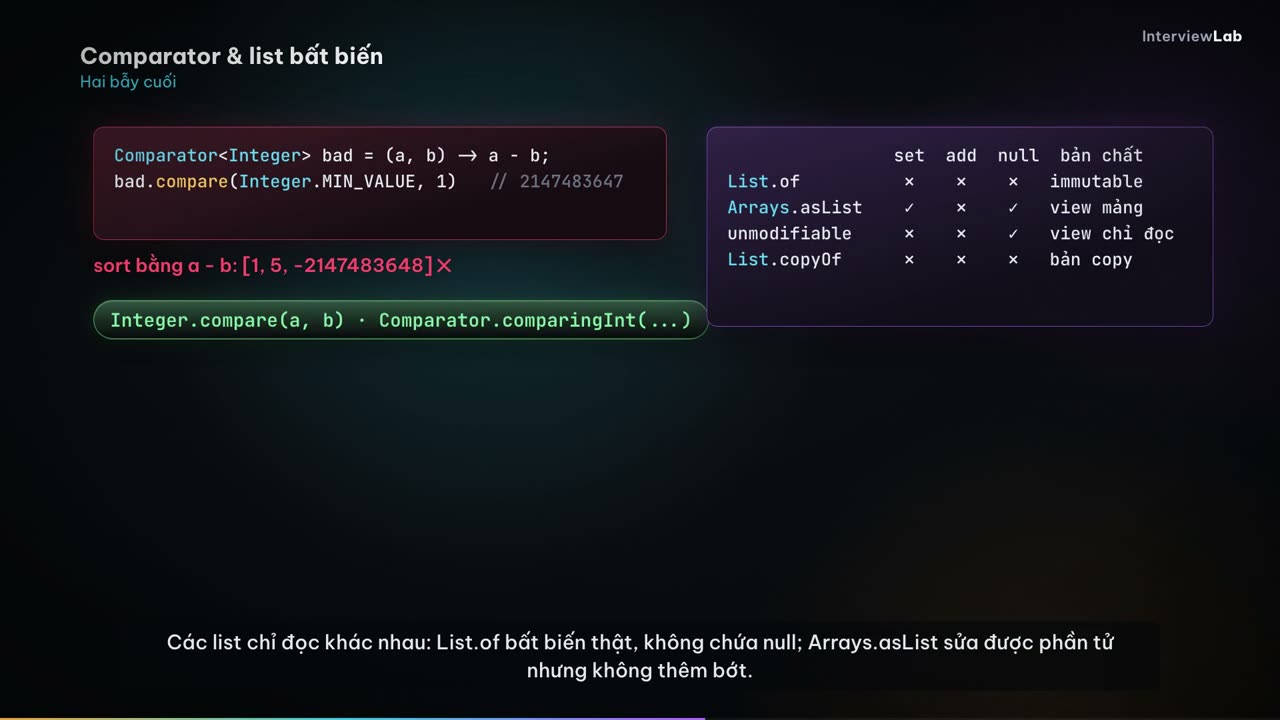 InterviewLab
Comparator & list bất biến
Hai bẫy cuối
Comparator<Integer> bad = (a, b) → a - b;
bad.compare(Integer.MIN_VALUE, 1) // 2147483647
sort bằng a - b: [1, 5, -2147483648] ✕
Integer.compare(a, b) · Comparator.comparingInt(...)
set add null bản chất
List.of × × × immutable
Arrays.asList ✓ × ✓ view mảng
unmodifiable × × ✓ view chỉ đọc
List.copyOf × × × bản copy
Các list chỉ đọc khác nhau: List.of bất biến thật, không chứa null; Arrays.asList sửa được phần tử
nhưng không thêm bớt.